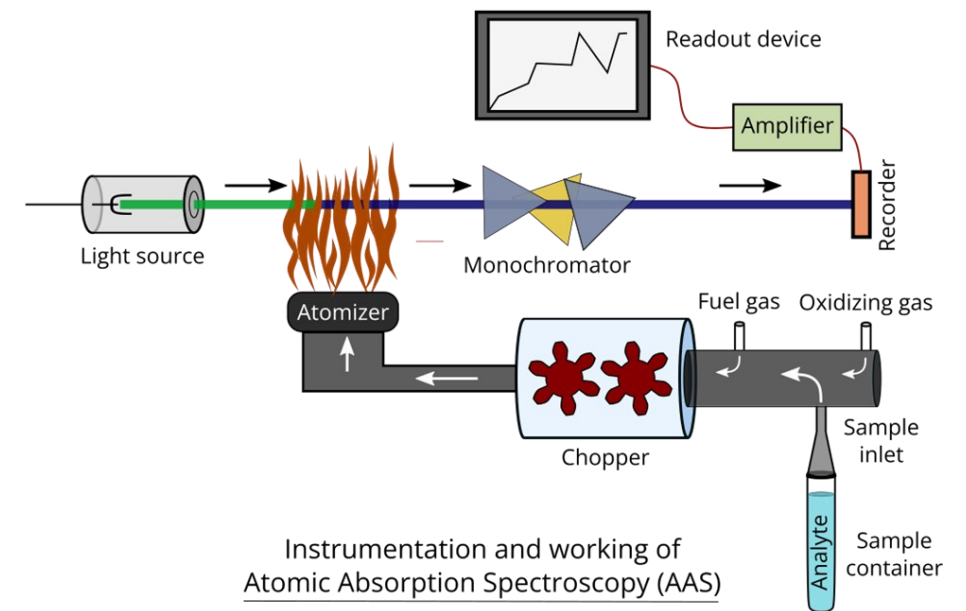 Readout device
Amplifier
Recorder
Light source
Monochromator
Atomizer
Fuel gas
Oxidizing gas
Chopper
Sample
inlet
Analyte
Sample
container
Instrumentation and working of
Atomic Absorption Spectroscopy (AAS)